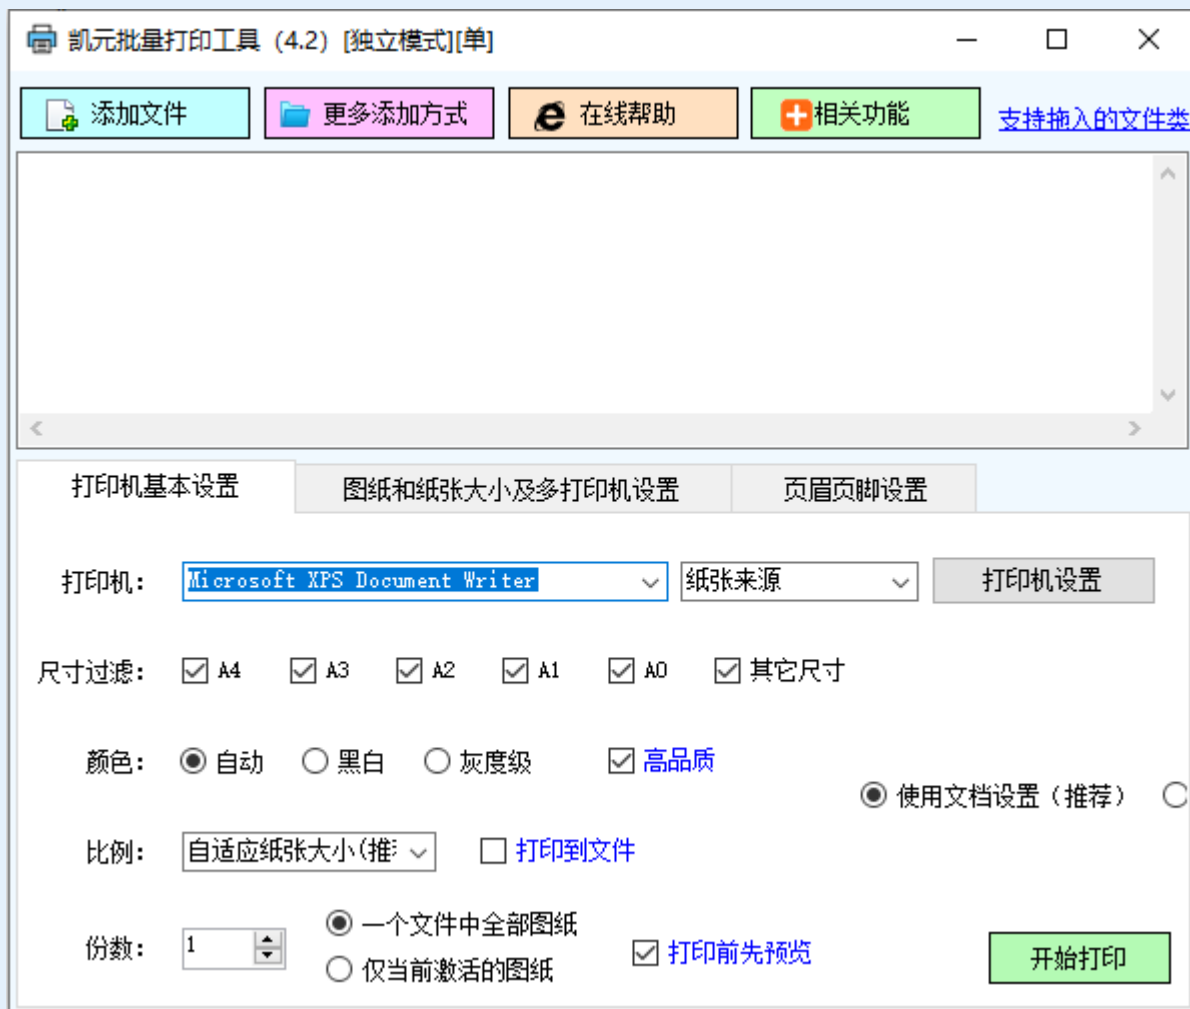 凯元批量打印工具（4.2）[独立模式][单]
添加文件 更多添加方式 在线帮助 相关功能 支持拖入的文件类
打印机基本设置 图纸和纸张大小及多打印机设置 页眉页脚设置
打印机： Microsoft XPS Document Writer 纸张来源 打印机设置
尺寸过滤： A4 A3 A2 A1 A0 其它尺寸
颜色： 自动 黑白 灰度级 高品质
使用文档设置（推荐）
比例： 自适应纸张大小(推 打印到文件
一个文件中全部图纸
份数： 1 打印前先预览 开始打印
仅当前激活的图纸